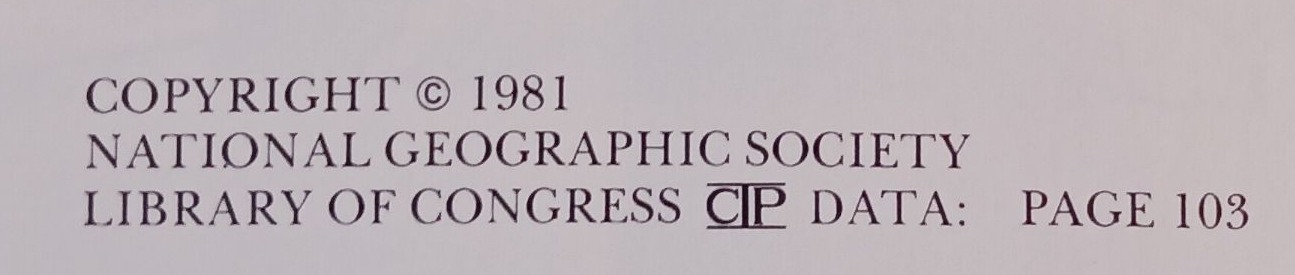 COPYRIGHT © 1981
NATIONAL GEOGRAPHIC SOCIETY
LIBRARY OF CONGRESS CIP DATA: PAGE 103